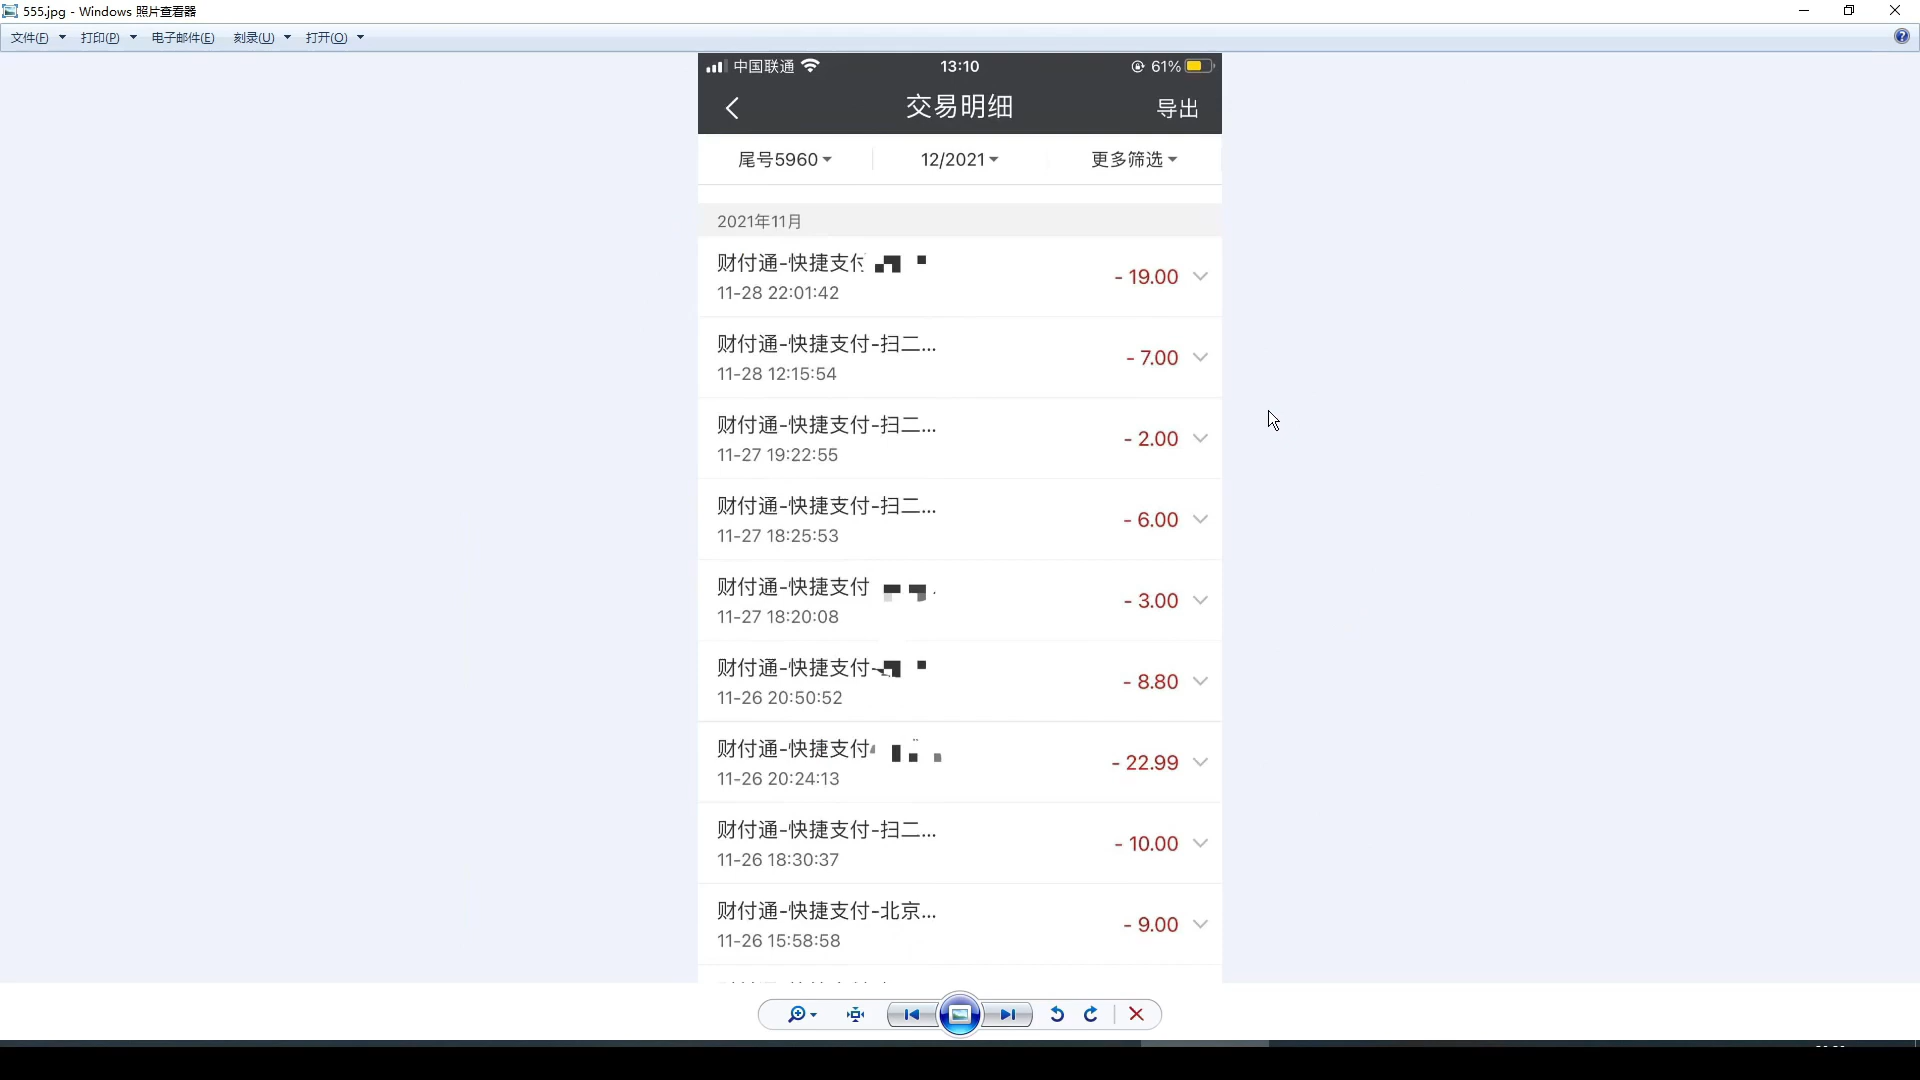 555.jpg - Windows 照片查看器
文件(F) 打印(P) 电子邮件(E) 刻录(U) 打开(O)
中国联通 13:10 61%
交易明细 导出
尾号5960 12/2021 更多筛选
2021年11月
财付通-快捷支付
- 19.00
11-28 22:01:42
财付通-快捷支付-扫二...
- 7.00
11-28 12:15:54
财付通-快捷支付-扫二...
- 2.00
11-27 19:22:55
财付通-快捷支付-扫二...
- 6.00
11-27 18:25:53
财付通-快捷支付
- 3.00
11-27 18:20:08
财付通-快捷支付-
- 8.80
11-26 20:50:52
财付通-快捷支付
- 22.99
11-26 20:24:13
财付通-快捷支付-扫二...
- 10.00
11-26 18:30:37
财付通-快捷支付-北京...
- 9.00
11-26 15:58:58